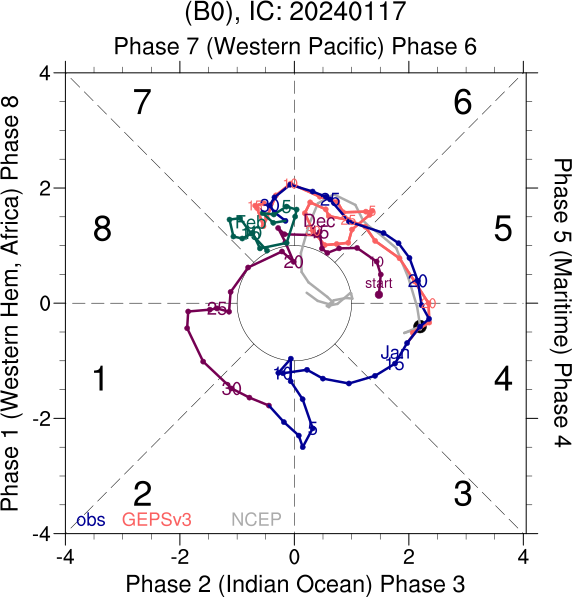 (B0), IC: 20240117
Phase 7 (Western Pacific) Phase 6
4
7
6
2
8
5
0
1
4
-2
2
3
-4
-4
-2
0
2
4
Phase 1 (Western Hem, Africa) Phase 8
Phase 5 (Maritime) Phase 4
Phase 2 (Indian Ocean) Phase 3
30
25
Feb
Dec
20
start
25
20
Jan
15
10
30
5
obs GEPSv3 NCEP